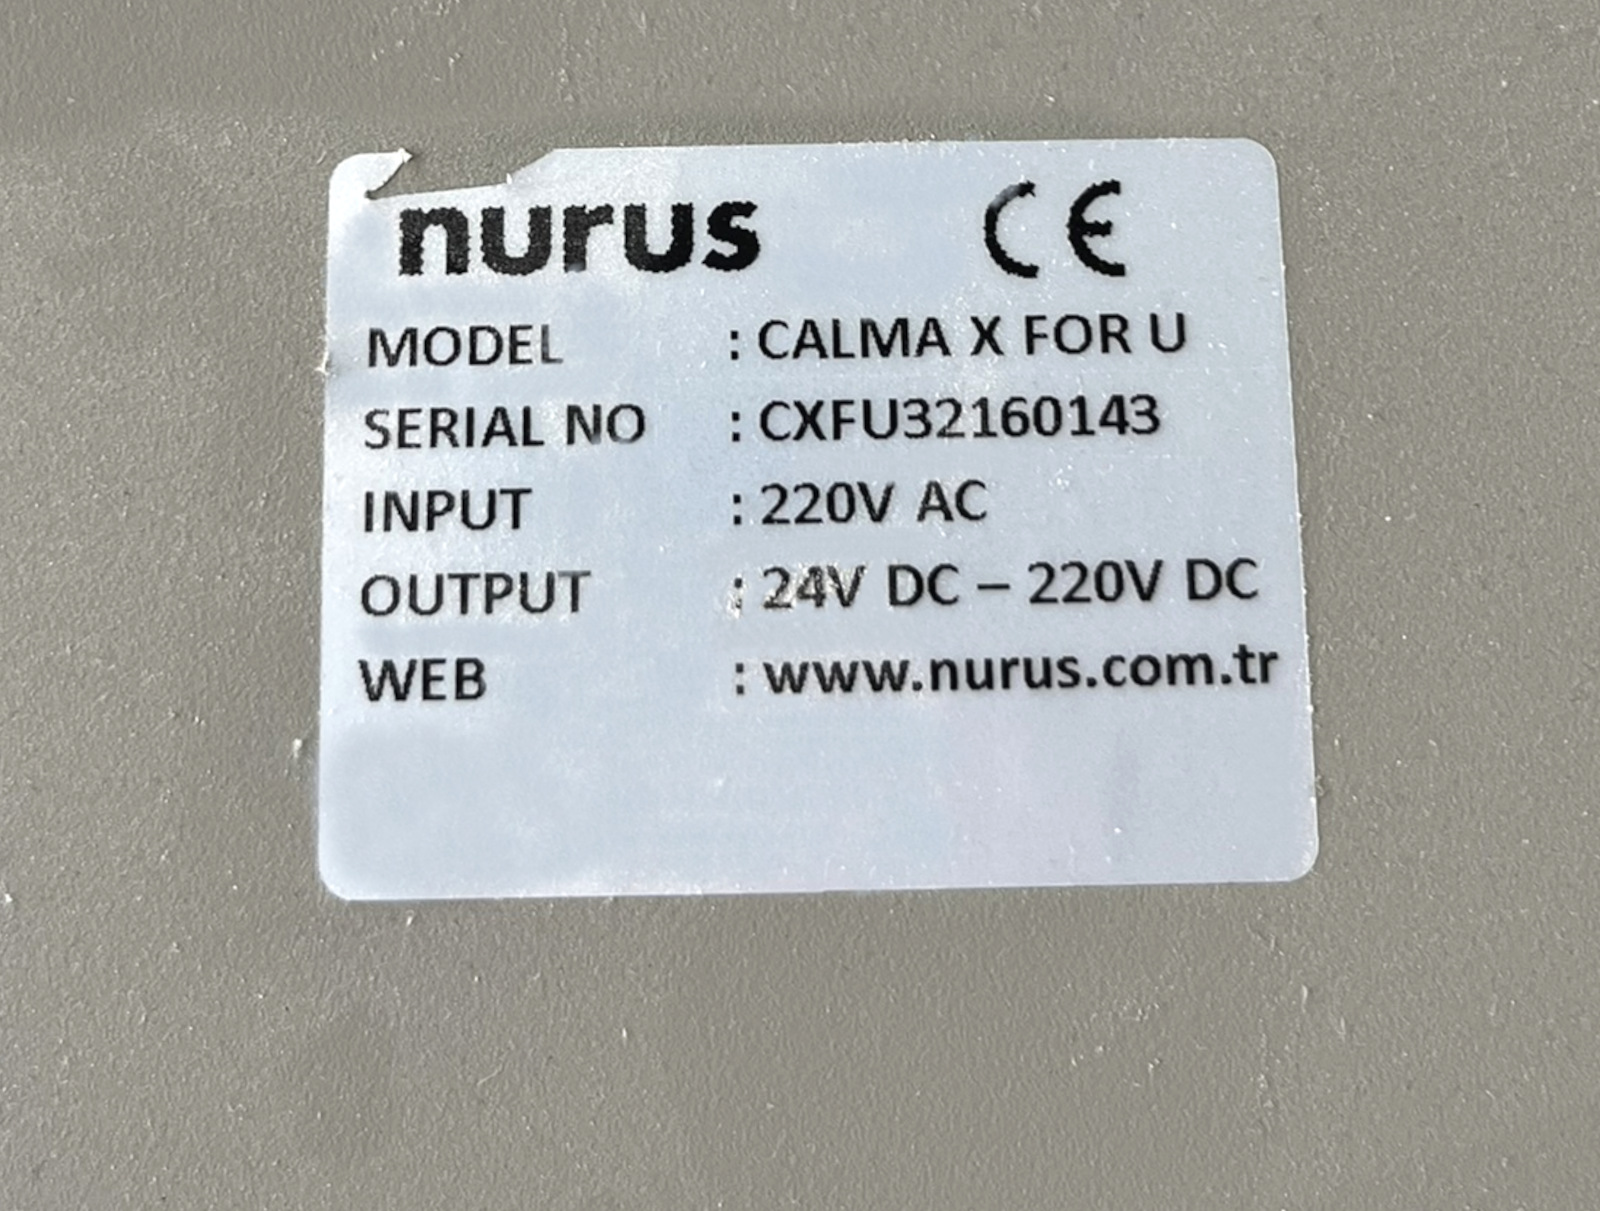 nurus CE
MODEL : CALMA X FOR U
SERIAL NO : CXFU32160143
INPUT : 220V AC
OUTPUT : 24V DC – 220V DC
WEB : www.nurus.com.tr